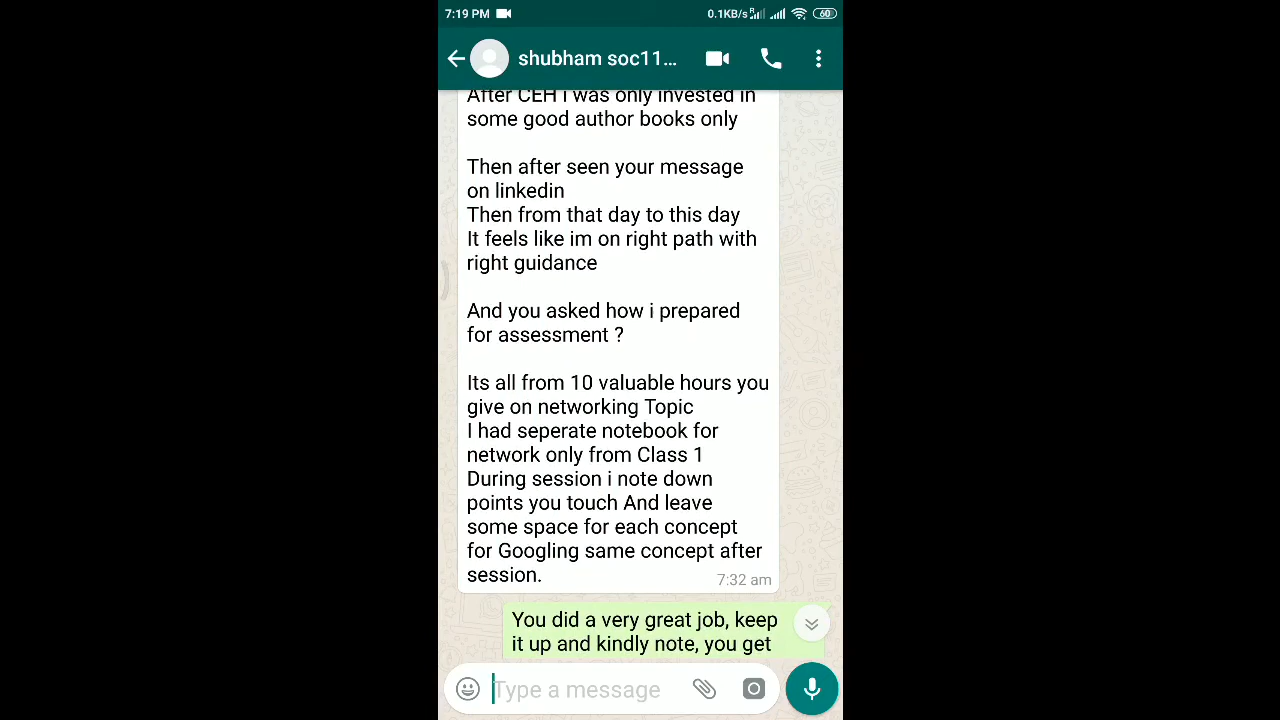 7:19 PM
0.1KB/s
R
60
shubham soc11...
After CEH i was only invested in
some good author books only
Then after seen your message
on linkedin
Then from that day to this day
It feels like im on right path with
right guidance
And you asked how i prepared
for assessment ?
Its all from 10 valuable hours you
give on networking Topic
I had seperate notebook for
network only from Class 1
During session i note down
points you touch And leave
some space for each concept
for Googling same concept after
session.
7:32 am
You did a very great job, keep
it up and kindly note, you get
Type a message